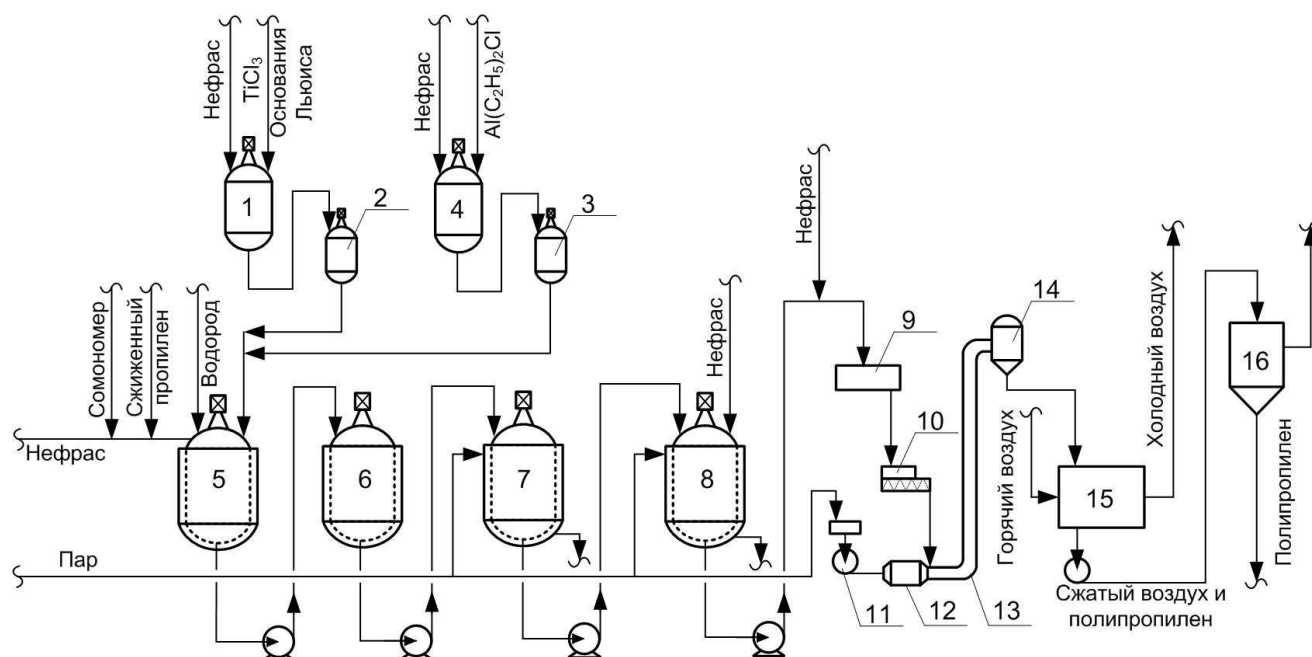 Нефрас
TiCl3
Основания
Льюиса
Нефрас
Al(C2H5)2Cl
1
2
4
3
Сомономер
Сжиженный
пропилен
Водород
Нефрас
Нефрас
9
14
Холодный воздух
16
Нефрас
5
6
7
8
10
Горячий воздух
15
Полипропилен
Пар
11
12
13
Сжатый воздух и
полипропилен